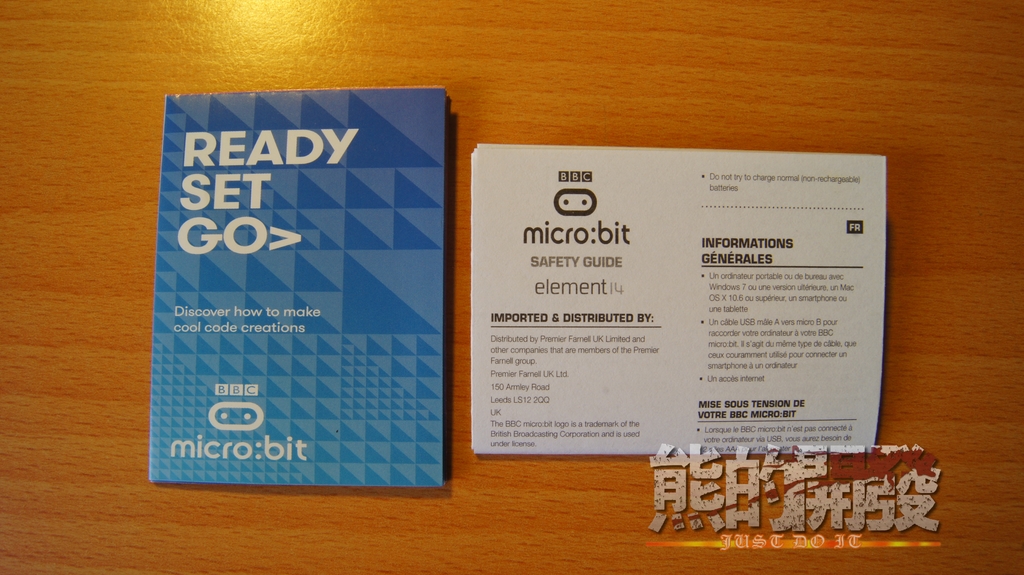 READY
SET
GO>
Discover how to make
cool code creations
BBC
micro:bit
BBC
micro:bit
SAFETY GUIDE
element14
IMPORTED & DISTRIBUTED BY:
Distributed by Premier Farnell UK Limited and
other companies that are members of the Premier
Farnell group.
Premier Farnell UK Ltd.
150 Armley Road
Leeds LS12 2QQ
UK
The BBC micro:bit logo is a trademark of the
British Broadcasting Corporation and is used
under license.
• Do not try to charge normal (non-rechargeable)
batteries
FR
INFORMATIONS
GÉNÉRALES
• Un ordinateur portable ou de bureau avec
Windows 7 ou une version ultérieure, un Mac
OS X 10.6 ou supérieur, un smartphone ou
une tablette
• Un câble USB mâle A vers micro B pour
raccorder votre ordinateur à votre BBC
micro:bit. Il s'agit du même type de câble, que
ceux couramment utilisé pour connecter un
smartphone à un ordinateur
• Un accès internet
MISE SOUS TENSION DE
VOTRE BBC MICRO:BIT
• Lorsque le BBC micro:bit n'est pas connecté à
votre ordinateur via USB, vous aurez besoin de
熊的 發
JUST DO IT